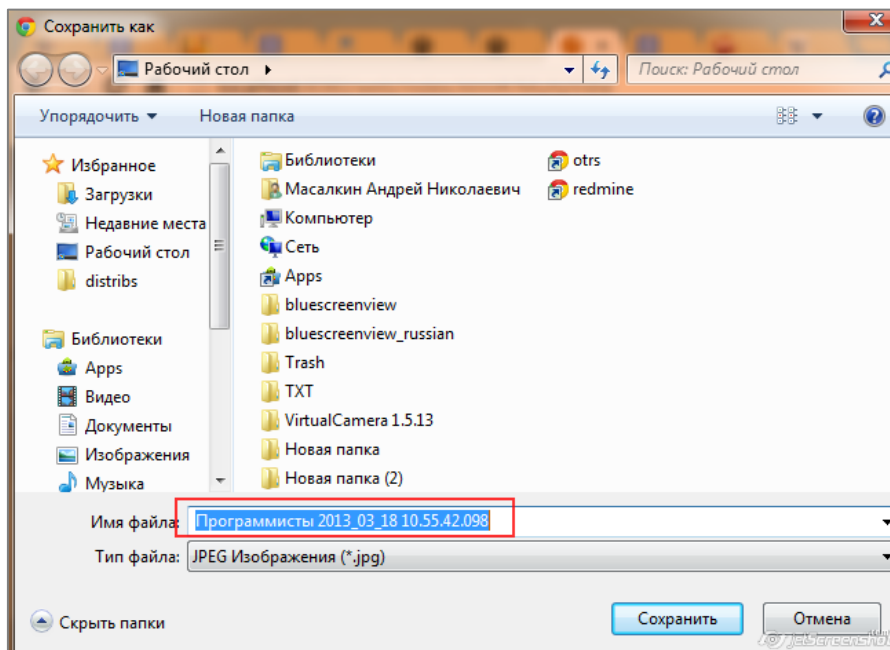 Сохранить как
Рабочий стол
Поиск: Рабочий стол
Упорядочить
Новая папка
Избранное
Загрузки
Недавние места
Рабочий стол
distribs
Библиотеки
Apps
Видео
Документы
Изображения
Музыка
Библиотеки
Масалкин Андрей Николаевич
Компьютер
Сеть
Apps
bluescreenview
bluescreenview_russian
Trash
TXT
VirtualCamera 1.5.13
Новая папка
Новая папка (2)
otrs
redmine
Имя файла:
Программисты 2013_03_18 10.55.42.098
Тип файла:
JPEG Изображения (*.jpg)
Скрыть папки
Сохранить
Отмена